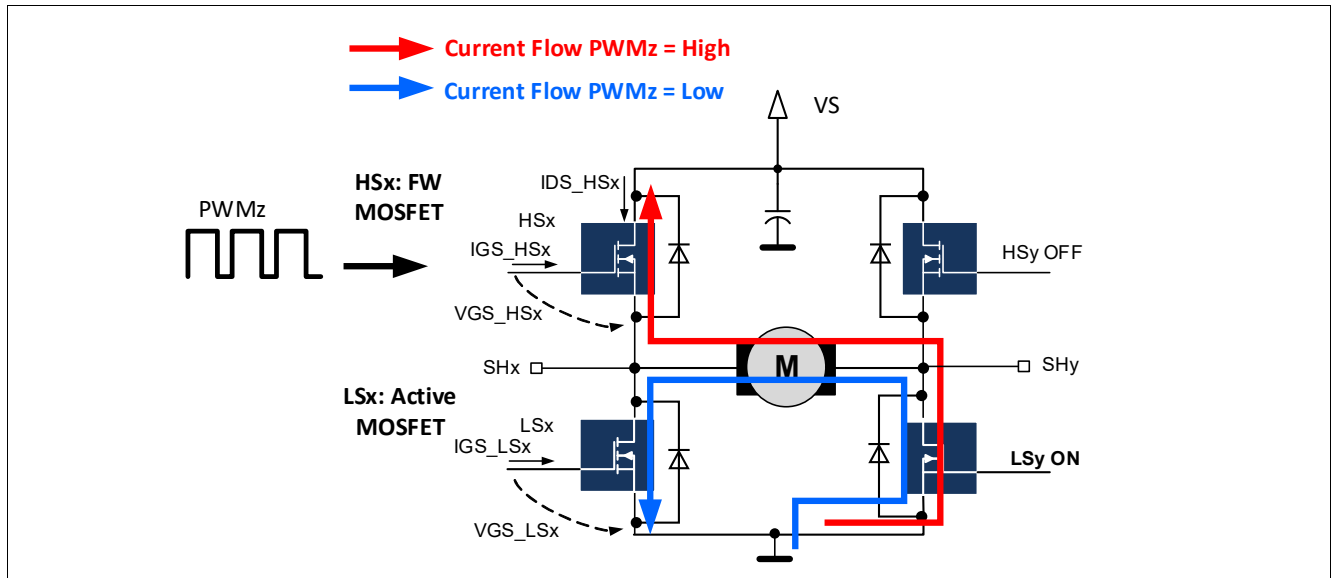 Current Flow PWMz = High
Current Flow PWMz = Low
VS
HSx: FW
MOSFET
IDS_HSx
PWMz
HSx
IGS_HSx
HSy OFF
VGS_HSx
SHx
M
SHy
LSx: Active
MOSFET
LSx
IGS_LSx
LSy ON
VGS_LSx